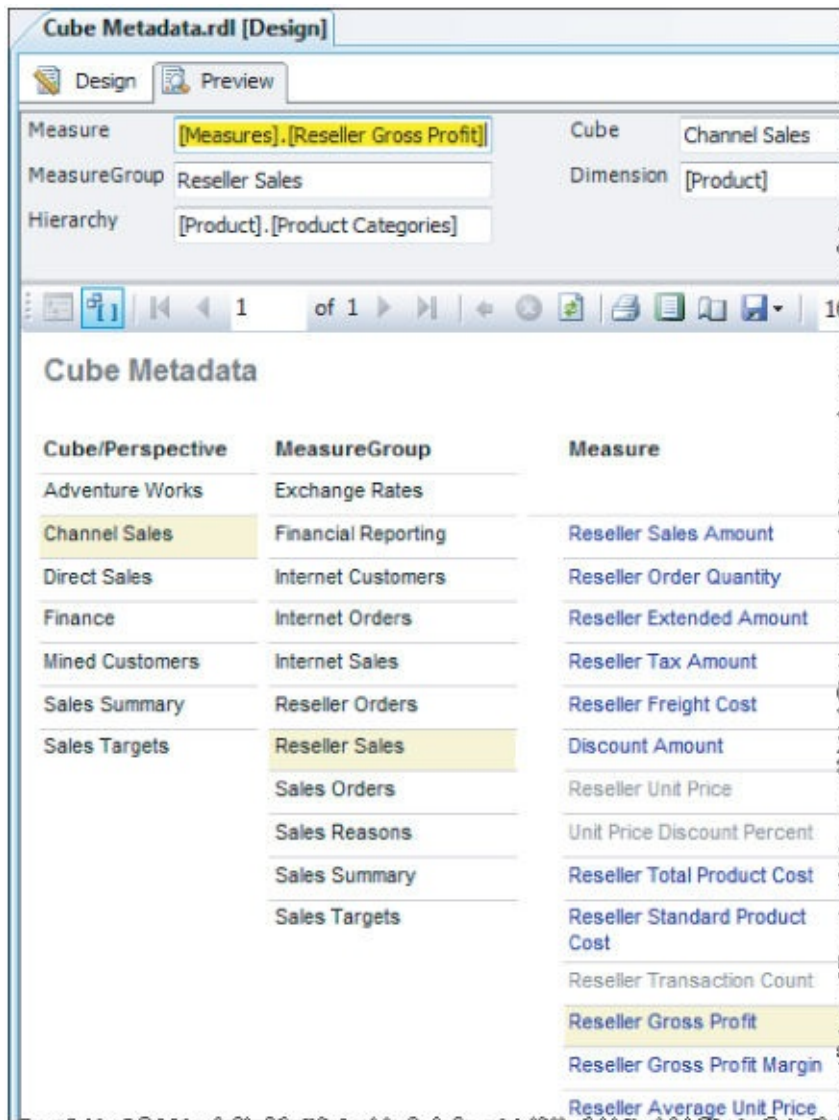 Cube Metadata.rdl [Design]
Design Preview
Measure [Measures].[Reseller Gross Profit] Cube Channel Sales
MeasureGroup Reseller Sales Dimension [Product]
Hierarchy [Product].[Product Categories]
1 of 1
Cube Metadata
Cube/Perspective MeasureGroup Measure
Adventure Works Exchange Rates
Channel Sales Financial Reporting Reseller Sales Amount
Direct Sales Internet Customers Reseller Order Quantity
Finance Internet Orders Reseller Extended Amount
Mined Customers Internet Sales Reseller Tax Amount
Sales Summary Reseller Orders Reseller Freight Cost
Sales Targets Reseller Sales Discount Amount
Sales Orders Reseller Unit Price
Sales Reasons Unit Price Discount Percent
Sales Summary Reseller Total Product Cost
Sales Targets Reseller Standard Product
Cost
Reseller Transaction Count
Reseller Gross Profit
Reseller Gross Profit Margin
Reseller Average Unit Price